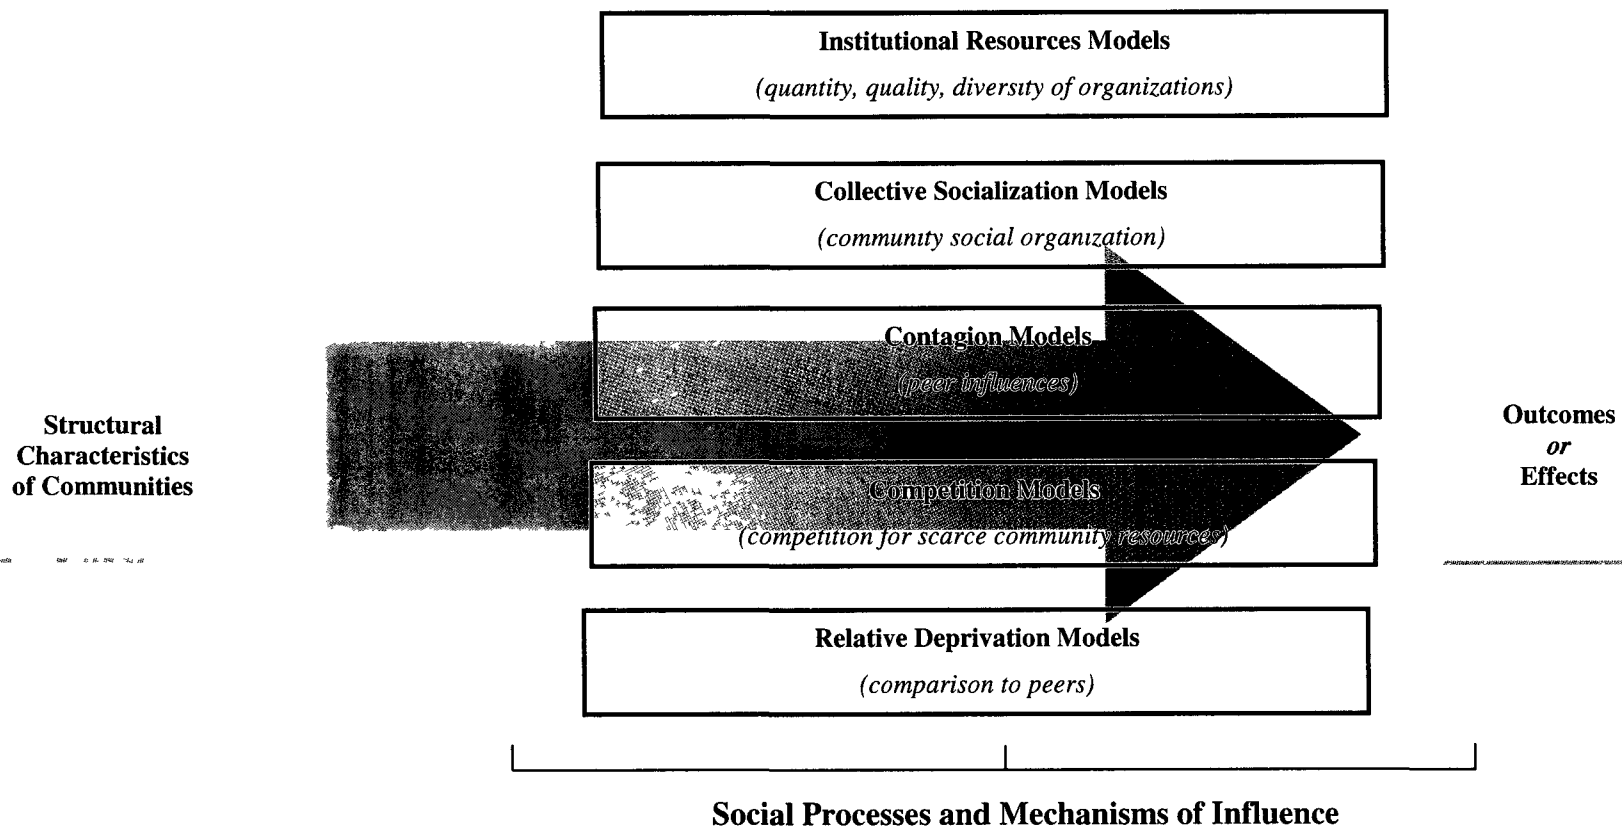 Institutional Resources Models
(quantity, quality, diversity of organizations)
Collective Socialization Models
(community social organization)
Contagion Models
(peer influences)
Structural
Characteristics
of Communities
Outcomes
or
Effects
Competition Models
(competition for scarce community resources)
Relative Deprivation Models
(comparison to peers)
Social Processes and Mechanisms of Influence